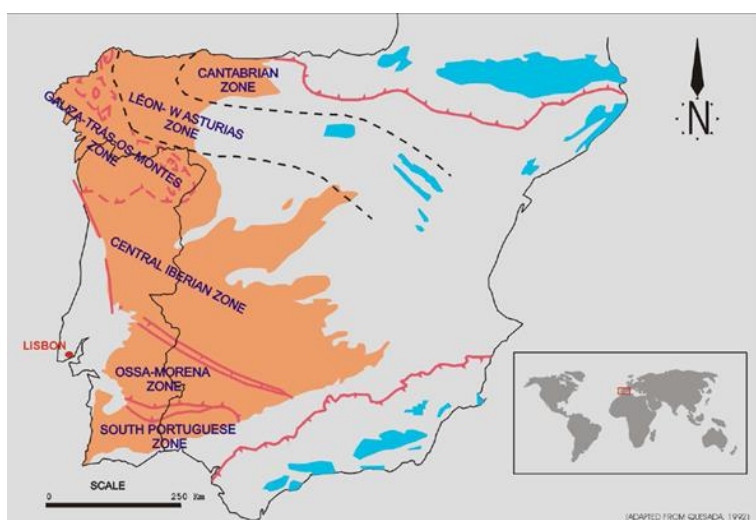 CANTABRIAN
ZONE
LÉON- W ASTURIAS
ZONE
GALIZA-TRÁS-OS-MONTES
ZONE
N
CENTRAL IBERIAN ZONE
LISBON
OSSA-MORENA
ZONE
SOUTH PORTUGUESE
ZONE
SCALE
0 250 Km
(ADAPTED FROM QUESADA, 1992)